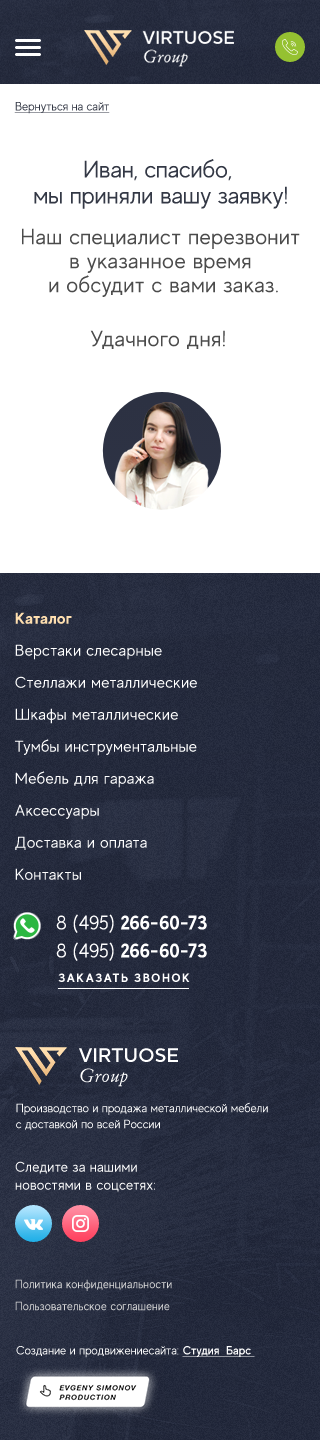 VIRTUOSE
Group
Вернуться на сайт
Иван, спасибо,
мы приняли вашу заявку!
Наш специалист перезвонит
в указанное время
и обсудит с вами заказ.
Удачного дня!
Каталог
Верстаки слесарные
Стеллажи металлические
Шкафы металлические
Тумбы инструментальные
Мебель для гаража
Аксессуары
Доставка и оплата
Контакты
8 (495) 266-60-73
8 (495) 266-60-73
ЗАКАЗАТЬ ЗВОНОК
VIRTUOSE
Group
Производство и продажа металлической мебели
с доставкой по всей России
Следите за нашими
новостями в соцсетях:
Политика конфиденциальности
Пользовательское соглашение
Создание и продвижениесайта: Студия Барс
EVGENY SIMONOV
PRODUCTION